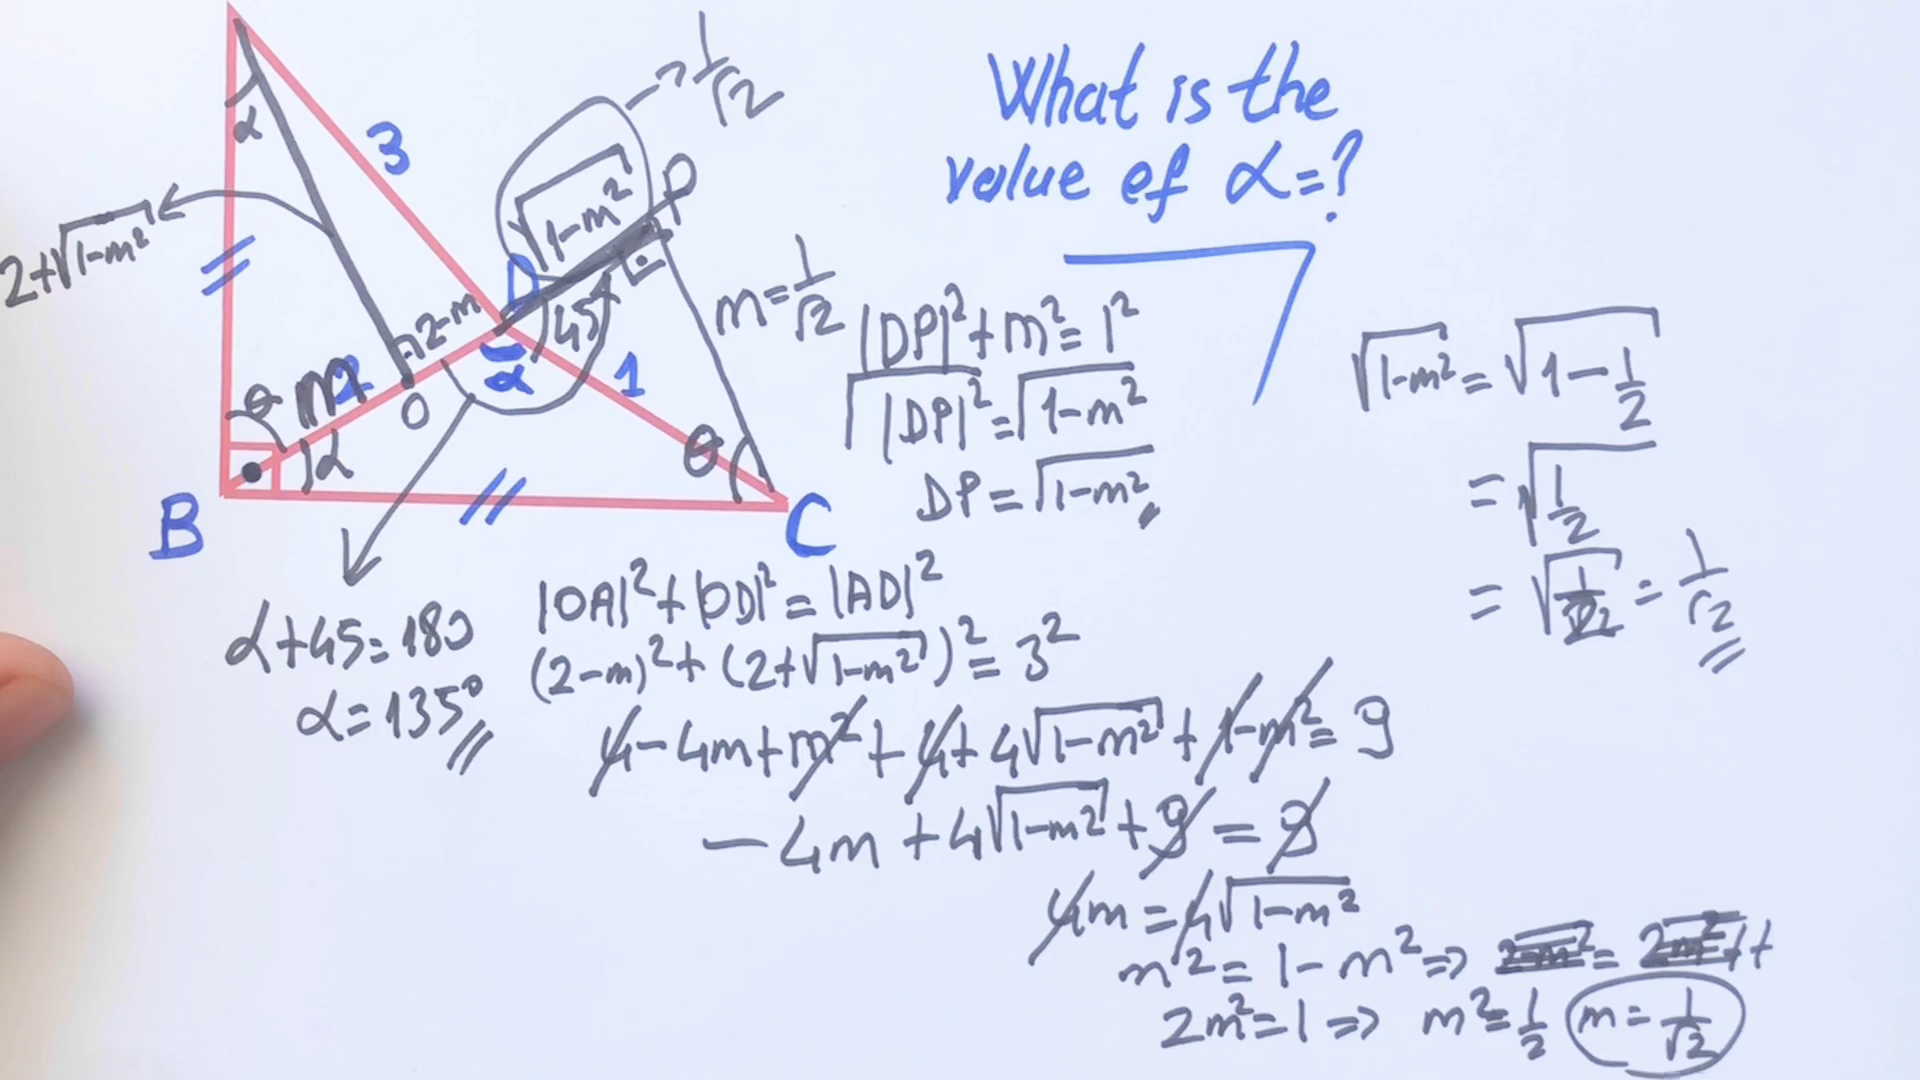 What is the
value of α=?
α
3
2+√1-m²
√1-m²
1/√2
P
D
45
2-m
m=1/√2
α
1
2
m
θ
O
α
θ
B
C
|DP|²+m²=1²
√|DP|²=√1-m²
DP=√1-m²
√1-m²=√1-1/2
=√1/2
=√1/2=1/√2
α+45=180
α=135°
|OA|²+|OD|²=|AD|²
(2-m)²+(2+√1-m²)²=3²
4-4m+m²+4+4√1-m²+1-m²=9
-4m+4√1-m²+9=9
4m=4√1-m²
m²=1-m²⇒ 2m²=
2m²=1⇒ m²=1/2 m=1/√2